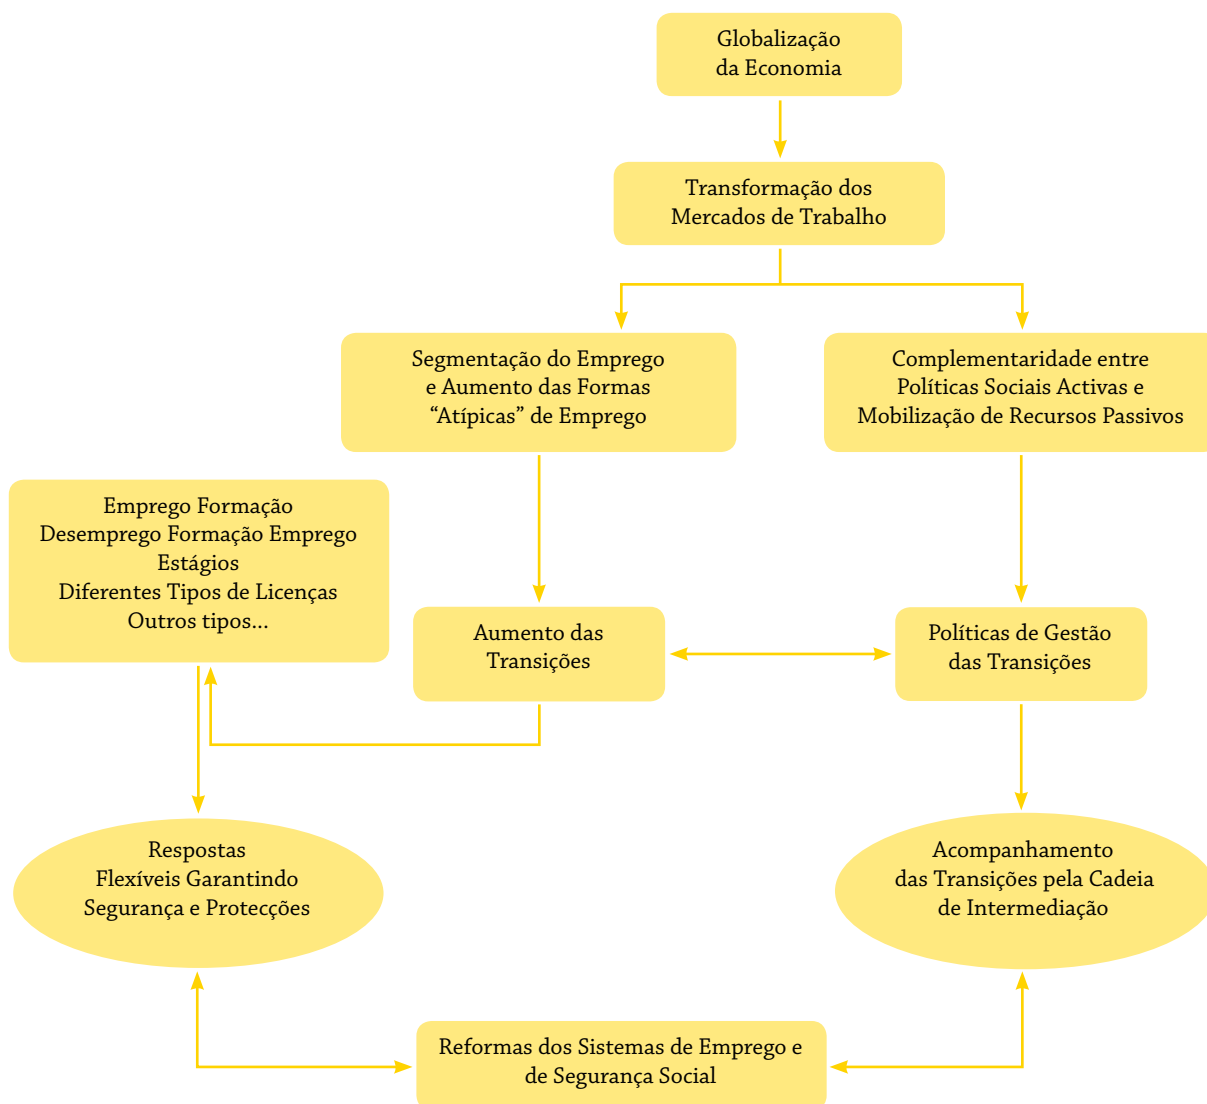 Globalização
da Economia
Transformação dos
Mercados de Trabalho
Segmentação do Emprego
e Aumento das Formas
“Atípicas” de Emprego
Complementaridade entre
Políticas Sociais Activas e
Mobilização de Recursos Passivos
Emprego Formação
Desemprego Formação Emprego
Estágios
Diferentes Tipos de Licenças
Outros tipos...
Aumento das
Transições
Políticas de Gestão
das Transições
Respostas
Flexíveis Garantindo
Segurança e Protecções
Acompanhamento
das Transições pela Cadeia
de Intermediação
Reformas dos Sistemas de Emprego e
de Segurança Social